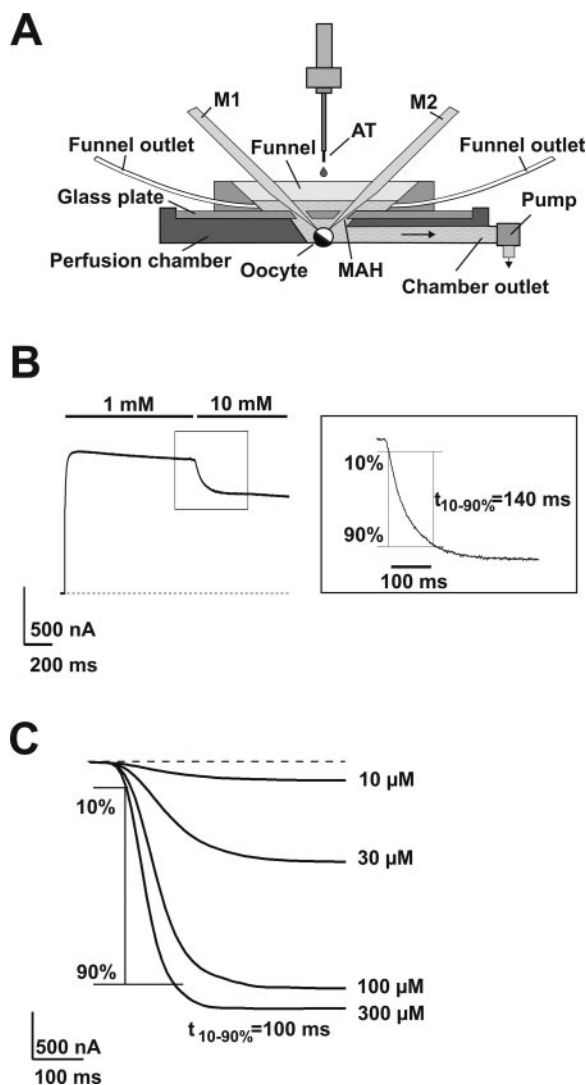 A
M1
M2
AT
Funnel outlet
Funnel
Funnel outlet
Glass plate
Pump
Perfusion chamber
Oocyte
MAH
Chamber outlet
B
1 mM
10 mM
10%
t10-90%=140 ms
90%
100 ms
500 nA
200 ms
C
10 µM
10%
30 µM
90%
100 µM
300 µM
t 10-90%=100 ms
500 nA
100 ms